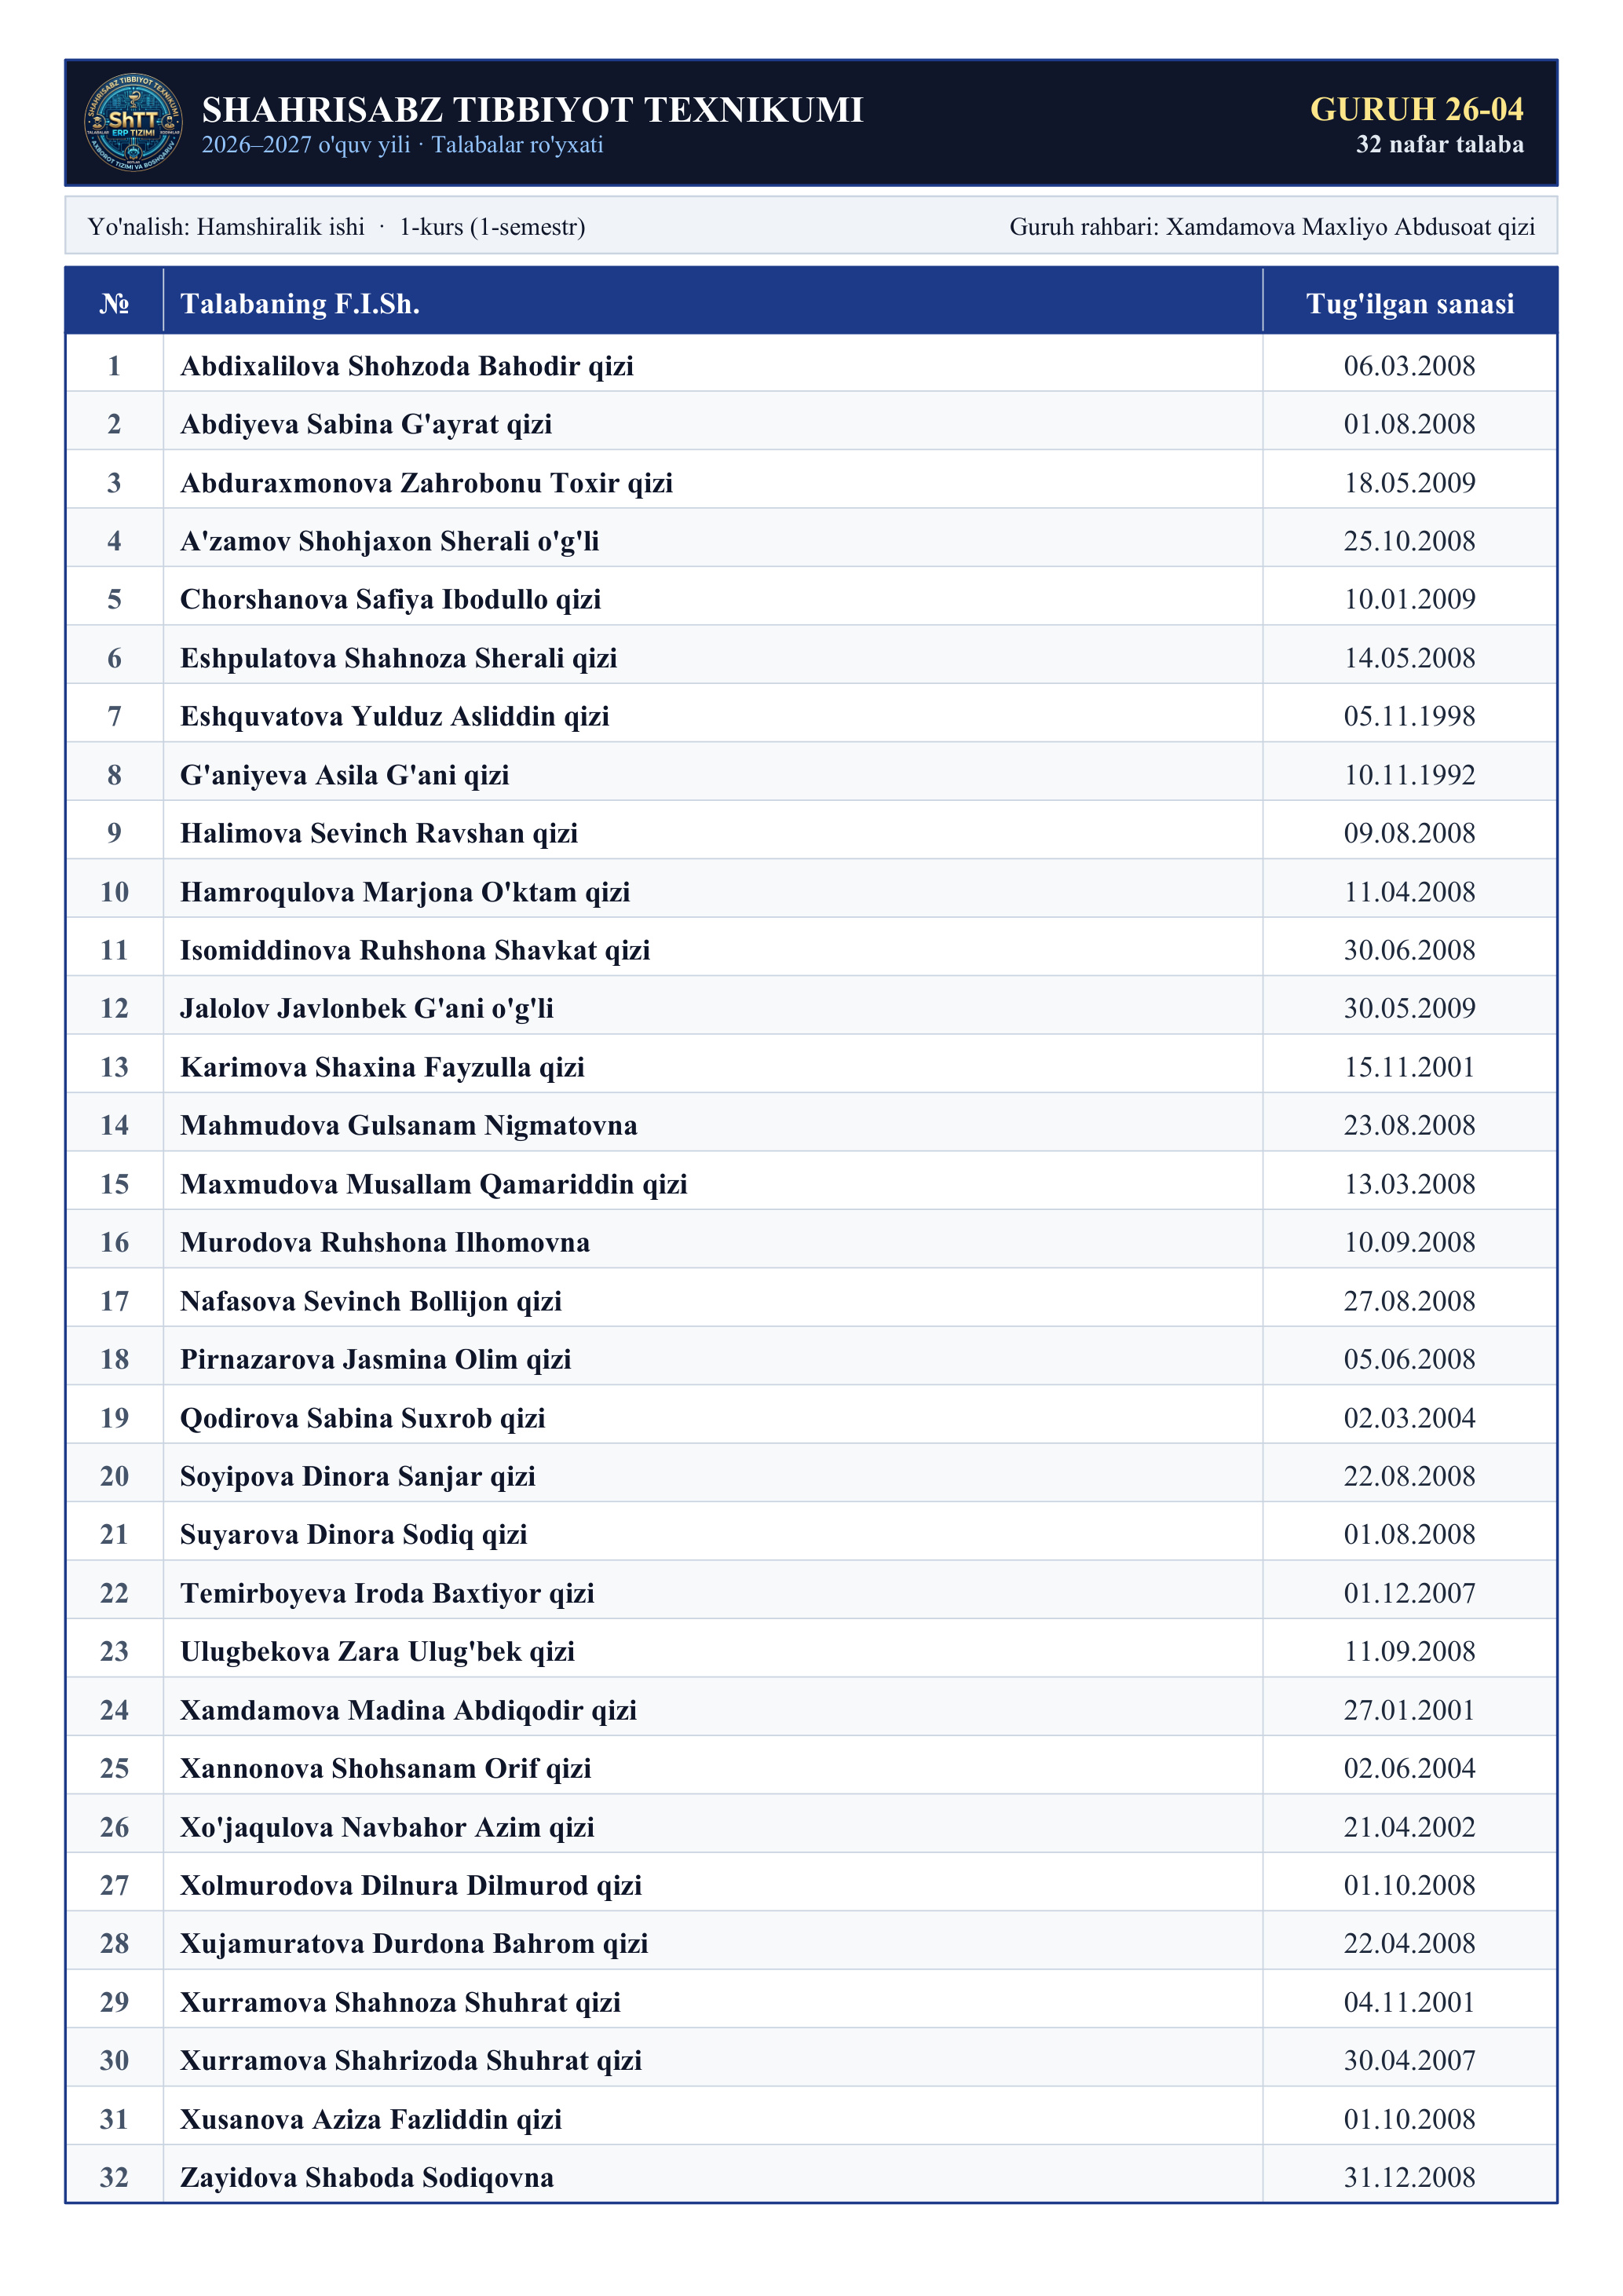 SHAHRISABZ TIBBIYOT TEXNIKUMI
ShTT
ERP TIZIMI
AXBOROT TIZIMI VA BOSHQARUV
SHAHRISABZ TIBBIYOT TEXNIKUMI
2026–2027 o'quv yili · Talabalar ro'yxati
GURUH 26-04
32 nafar talaba
Yo'nalish: Hamshiralik ishi · 1-kurs (1-semestr)
Guruh rahbari: Xamdamova Maxliyo Abdusoat qizi
№ Talabaning F.I.Sh. Tug'ilgan sanasi
1 Abdixalilova Shohzoda Bahodir qizi 06.03.2008
2 Abdiyeva Sabina G'ayrat qizi 01.08.2008
3 Abduraxmonova Zahrobonu Toxir qizi 18.05.2009
4 A'zamov Shohjaxon Sherali o'g'li 25.10.2008
5 Chorshanova Safiya Ibodullo qizi 10.01.2009
6 Eshpulatova Shahnoza Sherali qizi 14.05.2008
7 Eshquvatova Yulduz Asliddin qizi 05.11.1998
8 G'aniyeva Asila G'ani qizi 10.11.1992
9 Halimova Sevinch Ravshan qizi 09.08.2008
10 Hamroqulova Marjona O'ktam qizi 11.04.2008
11 Isomiddinova Ruhshona Shavkat qizi 30.06.2008
12 Jalolov Javlonbek G'ani o'g'li 30.05.2009
13 Karimova Shaxina Fayzulla qizi 15.11.2001
14 Mahmudova Gulsanam Nigmatovna 23.08.2008
15 Maxmudova Musallam Qamariddin qizi 13.03.2008
16 Murodova Ruhshona Ilhomovna 10.09.2008
17 Nafasova Sevinch Bollijon qizi 27.08.2008
18 Pirnazarova Jasmina Olim qizi 05.06.2008
19 Qodirova Sabina Suxrob qizi 02.03.2004
20 Soyipova Dinora Sanjar qizi 22.08.2008
21 Suyarova Dinora Sodiq qizi 01.08.2008
22 Temirboyeva Iroda Baxtiyor qizi 01.12.2007
23 Ulugbekova Zara Ulug'bek qizi 11.09.2008
24 Xamdamova Madina Abdiqodir qizi 27.01.2001
25 Xannonova Shohsanam Orif qizi 02.06.2004
26 Xo'jaqulova Navbahor Azim qizi 21.04.2002
27 Xolmurodova Dilnura Dilmurod qizi 01.10.2008
28 Xujamuratova Durdona Bahrom qizi 22.04.2008
29 Xurramova Shahnoza Shuhrat qizi 04.11.2001
30 Xurramova Shahrizoda Shuhrat qizi 30.04.2007
31 Xusanova Aziza Fazliddin qizi 01.10.2008
32 Zayidova Shaboda Sodiqovna 31.12.2008